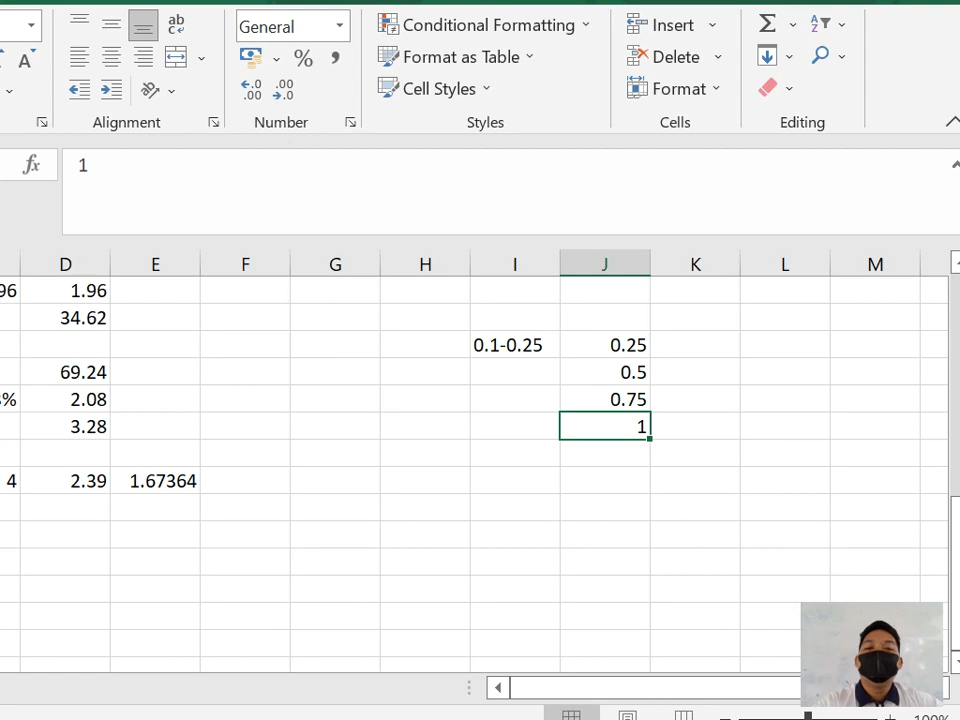 ab
General
Conditional Formatting
Insert
Σ
A
%
Format as Table
Delete
Cell Styles
Format
Alignment
Number
Styles
Cells
Editing
fx
1
D E F G H I J K L M
96 1.96
34.62
0.1-0.25 0.25
69.24 0.5
% 2.08 0.75
3.28 1
4 2.39 1.67364